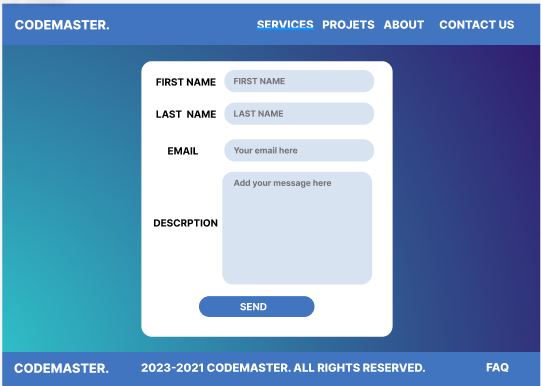 CODEMASTER. SERVICES PROJETS ABOUT CONTACT US
FIRST NAME FIRST NAME
LAST NAME LAST NAME
EMAIL Your email here
Add your message here
DESCRPTION
SEND
CODEMASTER. 2023-2021 CODEMASTER. ALL RIGHTS RESERVED. FAQ